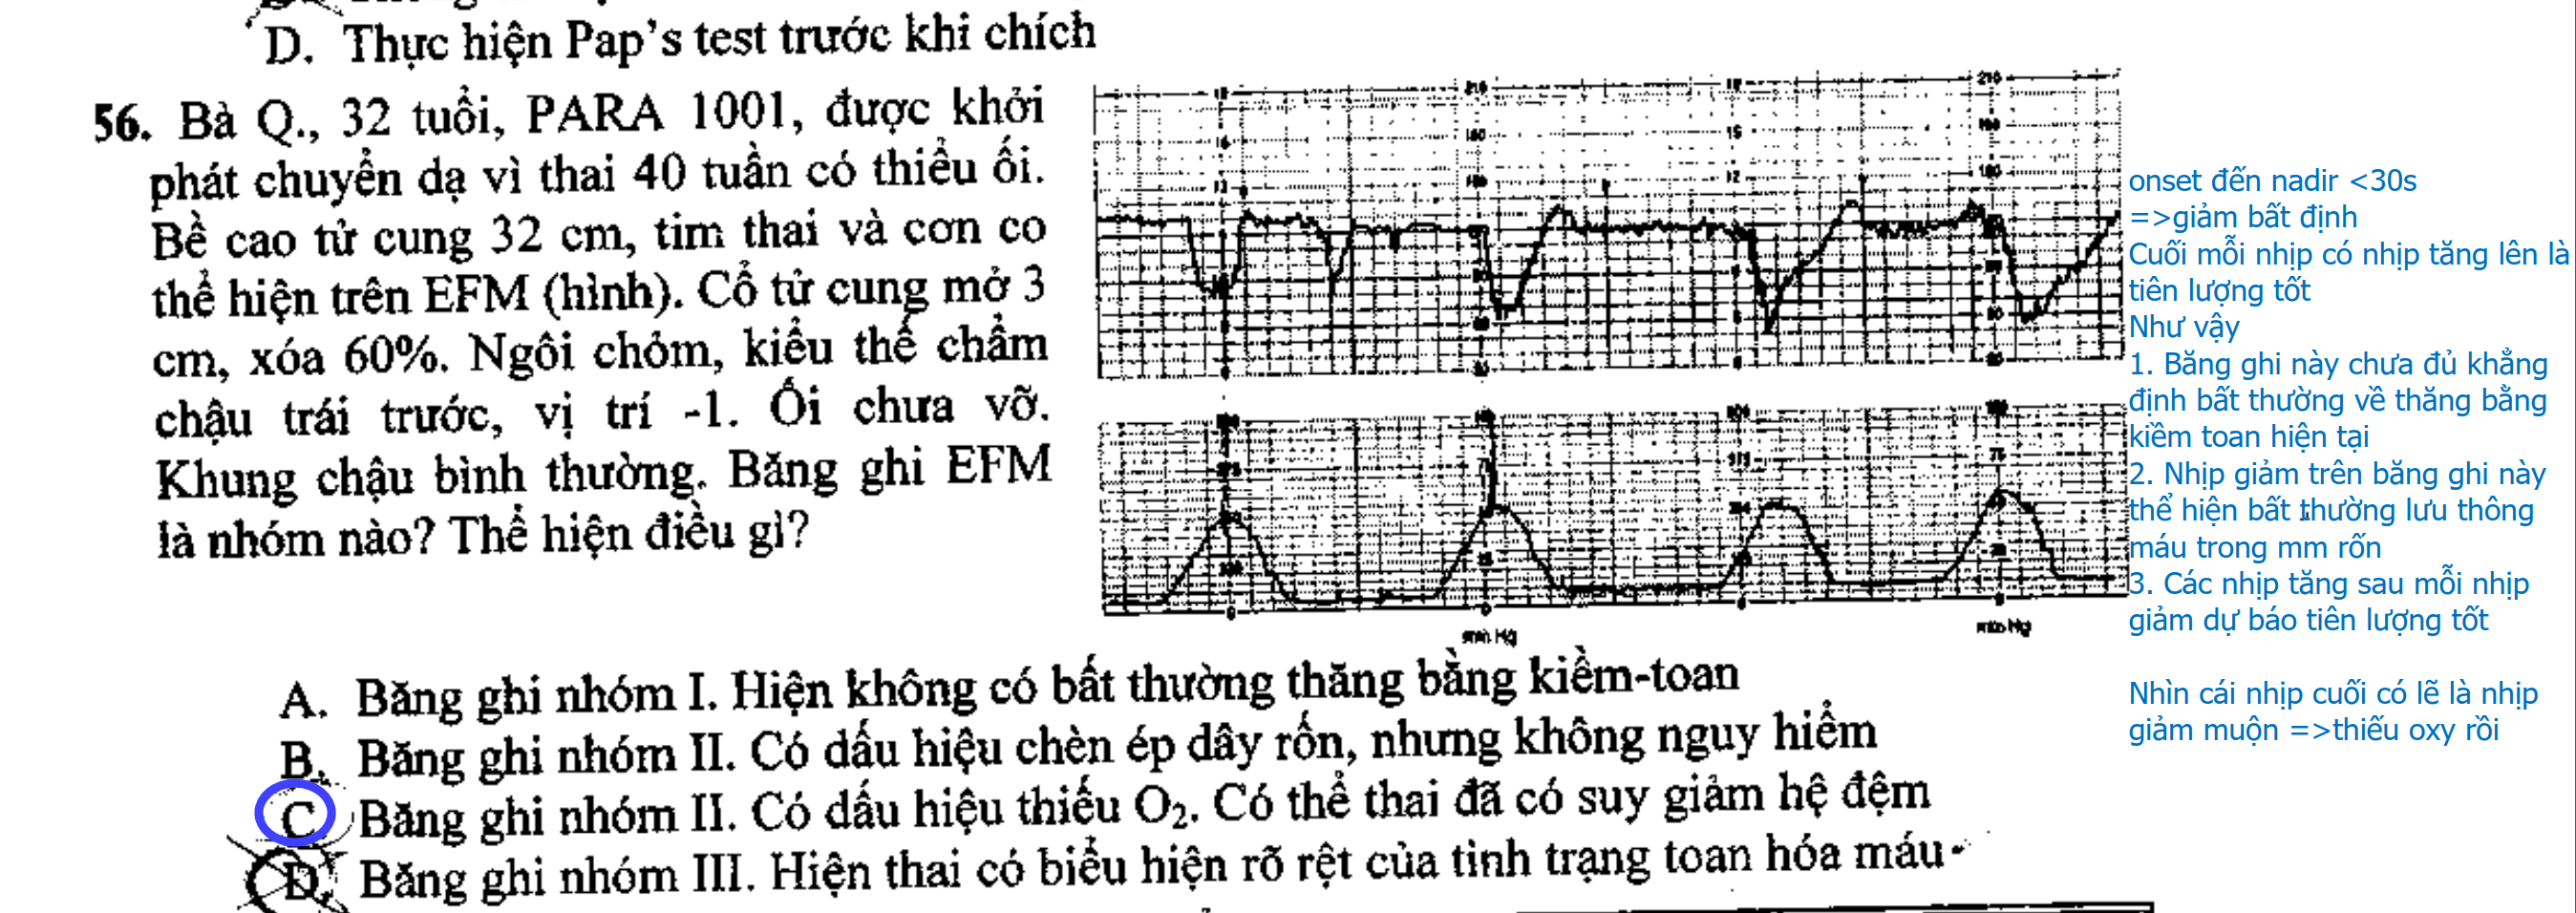 D. Thực hiện Pap's test trước khi chích
56. Bà Q., 32 tuổi, PARA 1001, được khởi
phát chuyển dạ vì thai 40 tuần có thiểu ối.
Bề cao tử cung 32 cm, tim thai và cơn co
thể hiện trên EFM (hình). Cổ tử cung mở 3
cm, xóa 60%. Ngôi chỏm, kiểu thế chẩm
chậu trái trước, vị trí -1. Ối chưa vỡ.
Khung chậu bình thường. Băng ghi EFM
là nhóm nào? Thể hiện điều gì?
onset đến nadir <30s
=>giảm bất định
Cuối mỗi nhịp có nhịp tăng lên là
tiên lượng tốt
Như vậy
1. Băng ghi này chưa đủ khẳng
định bất thường về thăng bằng
kiềm toan hiện tại
2. Nhịp giảm trên băng ghi này
thể hiện bất thường lưu thông
máu trong mm rốn
3. Các nhịp tăng sau mỗi nhịp
giảm dự báo tiên lượng tốt
Nhìn cái nhịp cuối có lẽ là nhịp
giảm muộn =>thiếu oxy rồi
mm Hg
mm Hg
A. Băng ghi nhóm I. Hiện không có bất thường thăng bằng kiềm-toan
B. Băng ghi nhóm II. Có dấu hiệu chèn ép dây rốn, nhưng không nguy hiểm
C. Băng ghi nhóm II. Có dấu hiệu thiếu O₂. Có thể thai đã có suy giảm hệ đệm
D. Băng ghi nhóm III. Hiện thai có biểu hiện rõ rệt của tình trạng toan hóa máu